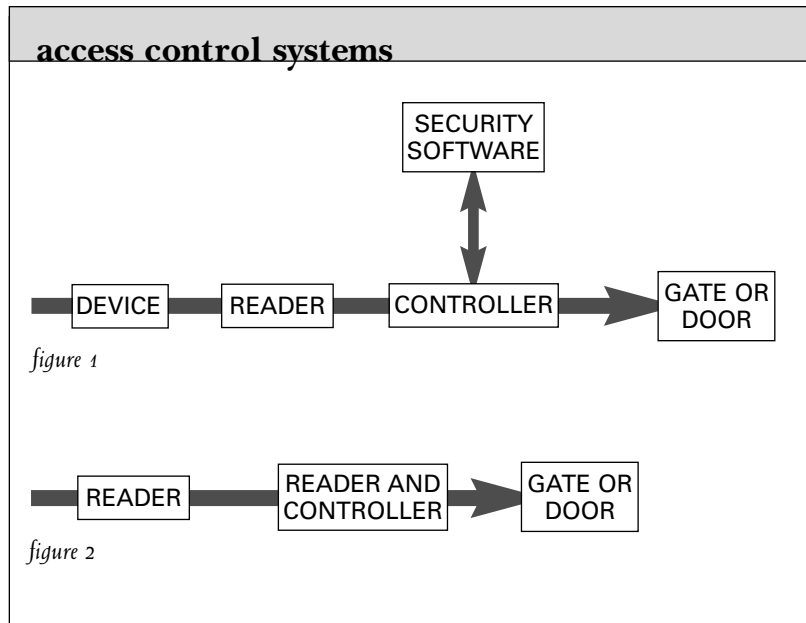 access control systems
SECURITY
SOFTWARE
DEVICE
READER
CONTROLLER
GATE OR
DOOR
figure 1
READER
READER AND
CONTROLLER
GATE OR
DOOR
figure 2